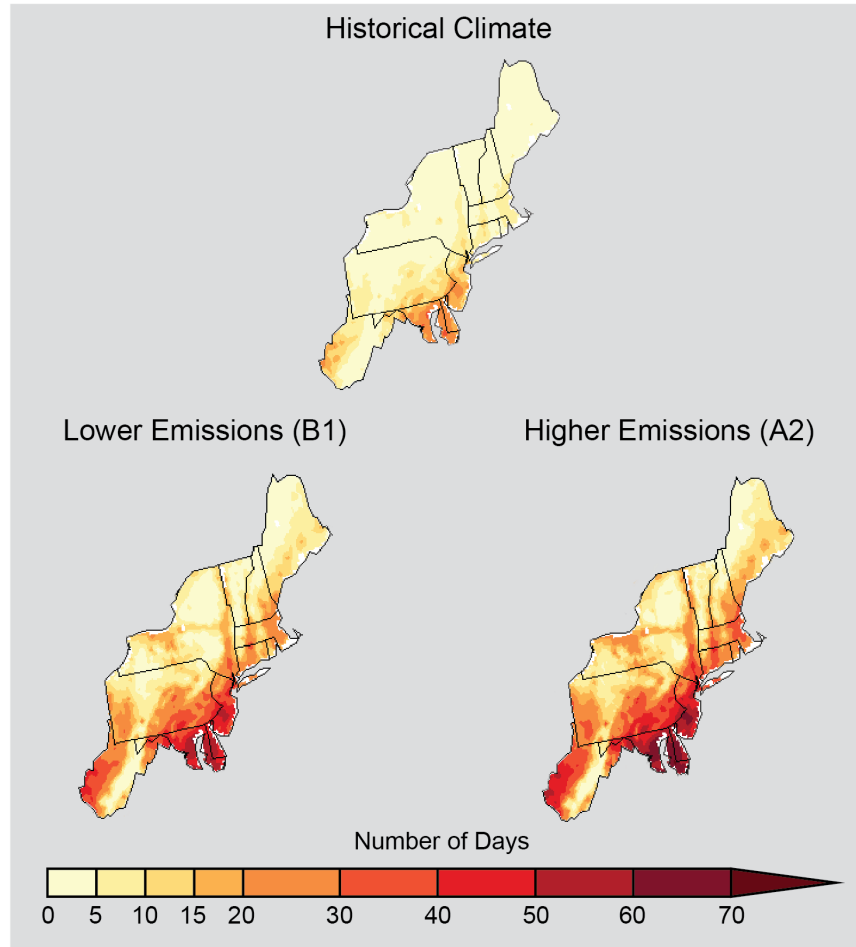 Historical Climate
Lower Emissions (B1) Higher Emissions (A2)
Number of Days
0 5 10 15 20 30 40 50 60 70